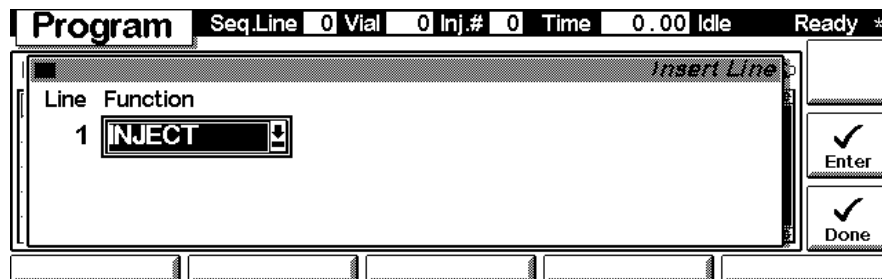 Program Seq.Line 0 Vial 0 Inj.# 0 Time 0.00 Idle Ready *
Insert Line
Line Function
1 INJECT
Enter
Done